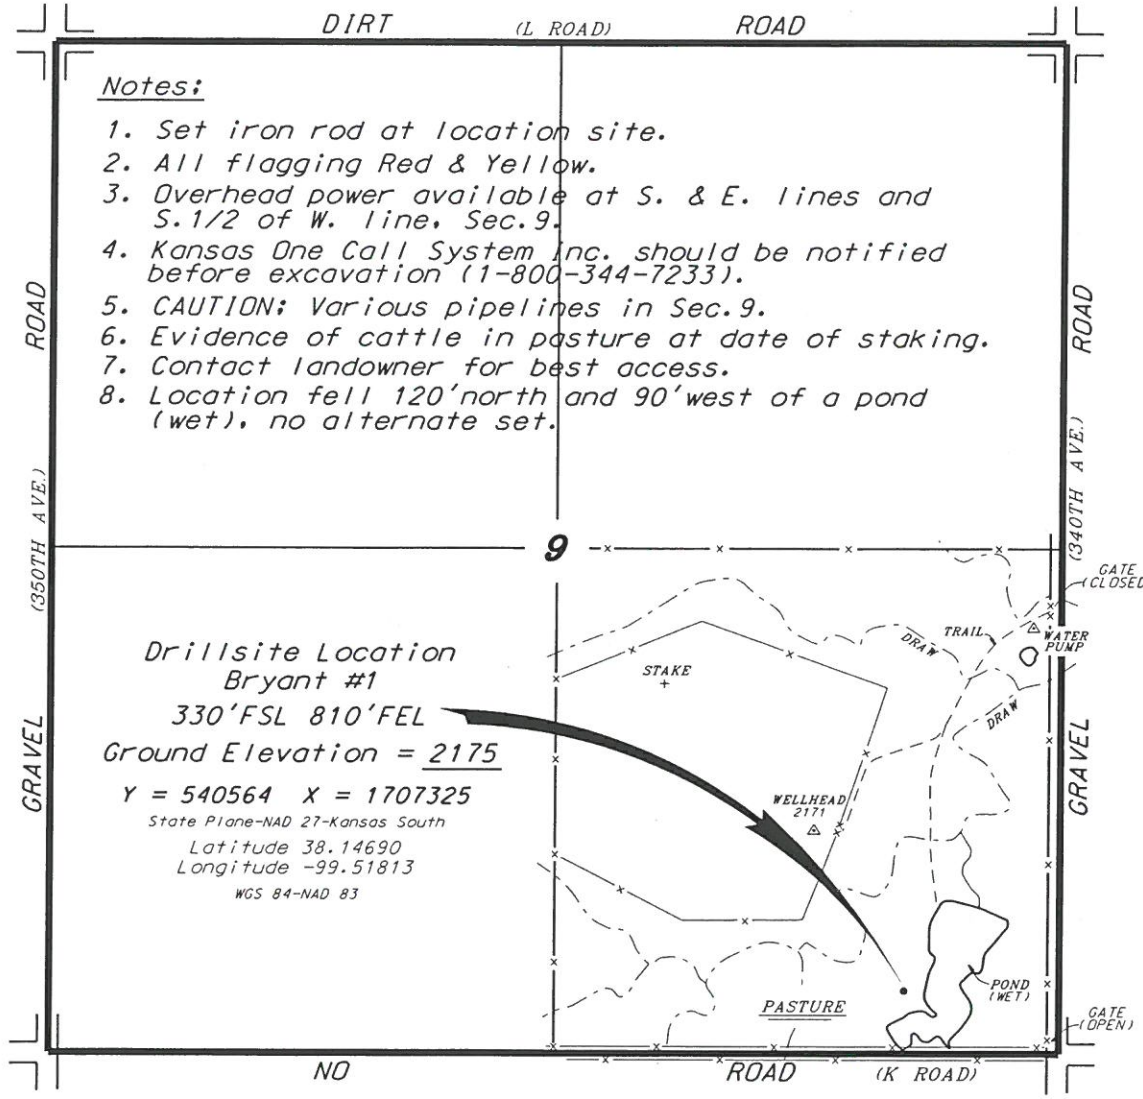 DIRT (L ROAD) ROAD
Notes:
1. Set iron rod at location site.
2. All flagging Red & Yellow.
3. Overhead power available at S. & E. lines and
S.1/2 of W. line, Sec.9.
4. Kansas One Call System Inc. should be notified
before excavation (1-800-344-7233).
5. CAUTION: Various pipelines in Sec.9.
6. Evidence of cattle in pasture at date of staking.
7. Contact landowner for best access.
8. Location fell 120'north and 90'west of a pond
(wet), no alternate set.
ROAD
(350TH AVE.)
GRAVEL
ROAD
(340TH AVE.)
GRAVEL
9
GATE
(CLOSED)
TRAIL
WATER
PUMP
DRAW
DRAW
STAKE
Drillsite Location
Bryant #1
330'FSL 810'FEL
Ground Elevation = 2175
Y = 540564 X = 1707325
State Plane-NAD 27-Kansas South
Latitude 38.14690
Longitude -99.51813
WGS 84-NAD 83
WELLHEAD
2171
POND
(WET)
PASTURE
GATE
(OPEN)
NO ROAD (K ROAD)